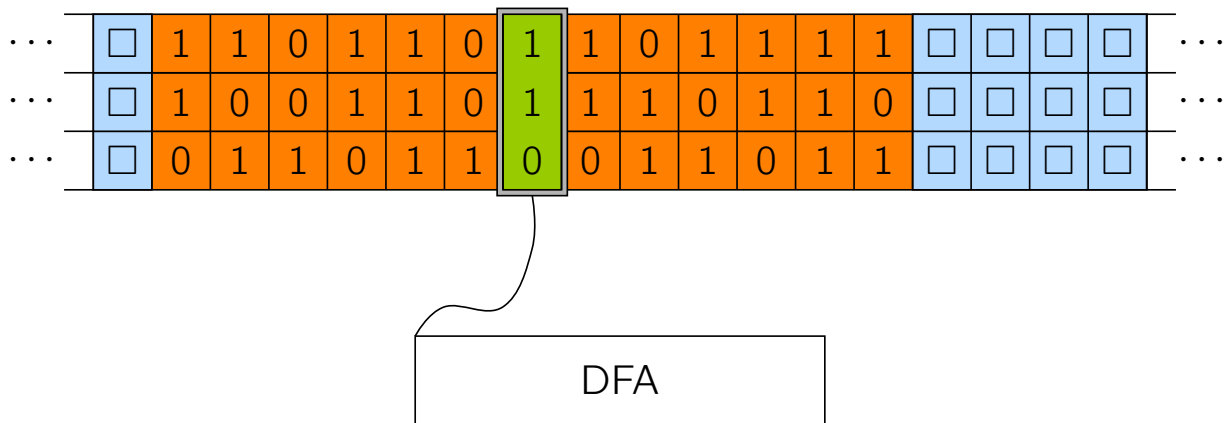 ··· □ 1 1 0 1 1 0 1 1 0 1 1 1 1 □ □ □ □ ···
··· □ 1 0 0 1 1 0 1 1 1 0 1 1 0 □ □ □ □ ···
··· □ 0 1 1 0 1 1 0 0 1 1 0 1 1 □ □ □ □ ···
DFA